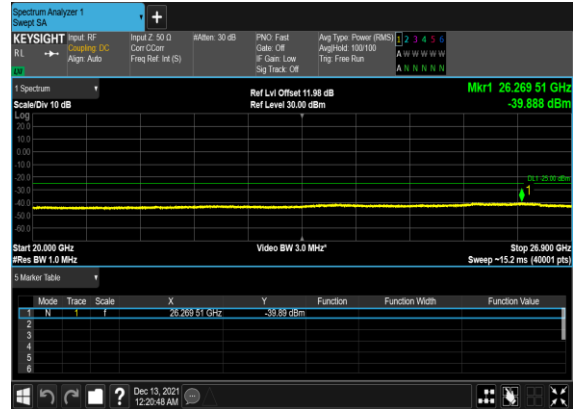 Spectrum Analyzer 1
Swept SA
+
KEYSIGHT Input: RF Input Z: 50 Ω #Atten: 30 dB PNO: Fast Avg Type: Power (RMS) 1 2 3 4 5 6
RL Coupling: DC Corr CCorr Gate: Off Avg|Hold: 100/100 A W W W W W
Align: Auto Freq Ref: Int (S) IF Gain: Low Trig: Free Run
Sig Track: Off A N N N N N
LXI
1 Spectrum Ref Lvl Offset 11.98 dB Mkr1 26.269 51 GHz
Scale/Div 10 dB Ref Level 30.00 dBm -39.888 dBm
Log
20.0
10.0
0.00
-10.0
-20.0
DL1 -25.00 dBm
-30.0 1
-40.0
-50.0
-60.0
Start 20.000 GHz Video BW 3.0 MHz* Stop 26.900 GHz
#Res BW 1.0 MHz Sweep ~15.2 ms (40001 pts)
5 Marker Table
Mode Trace Scale X Y Function Function Width Function Value
1 N 1 f 26.269 51 GHz -39.89 dBm
2
3
4
5
6
? Dec 13, 2021
12:20:48 AM